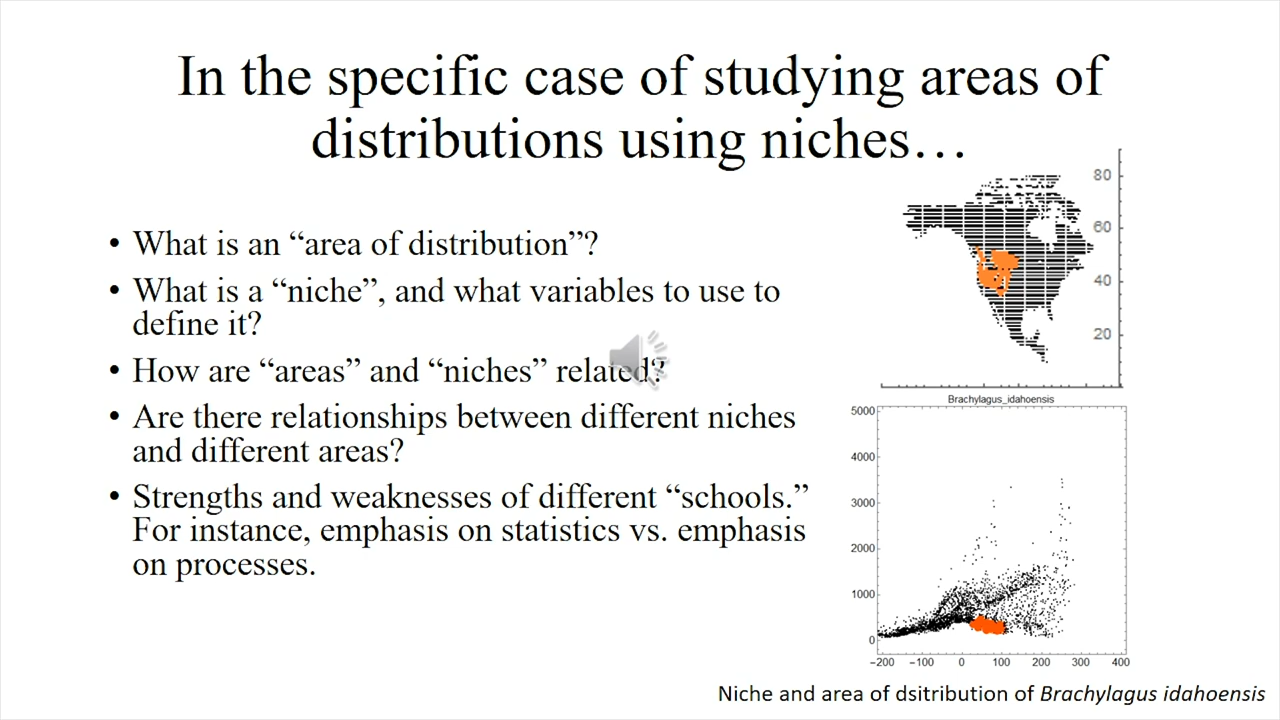 In the specific case of studying areas of
distributions using niches…
• What is an “area of distribution”?
• What is a “niche”, and what variables to use to
define it?
• How are “areas” and “niches” related?
• Are there relationships between different niches
and different areas?
• Strengths and weaknesses of different “schools.”
For instance, emphasis on statistics vs. emphasis
on processes.
80
60
40
20
Brachylagus_idahoensis
5000
4000
3000
2000
1000
0
−200 −100 0 100 200 300 400
Niche and area of dsitribution of Brachylagus idahoensis